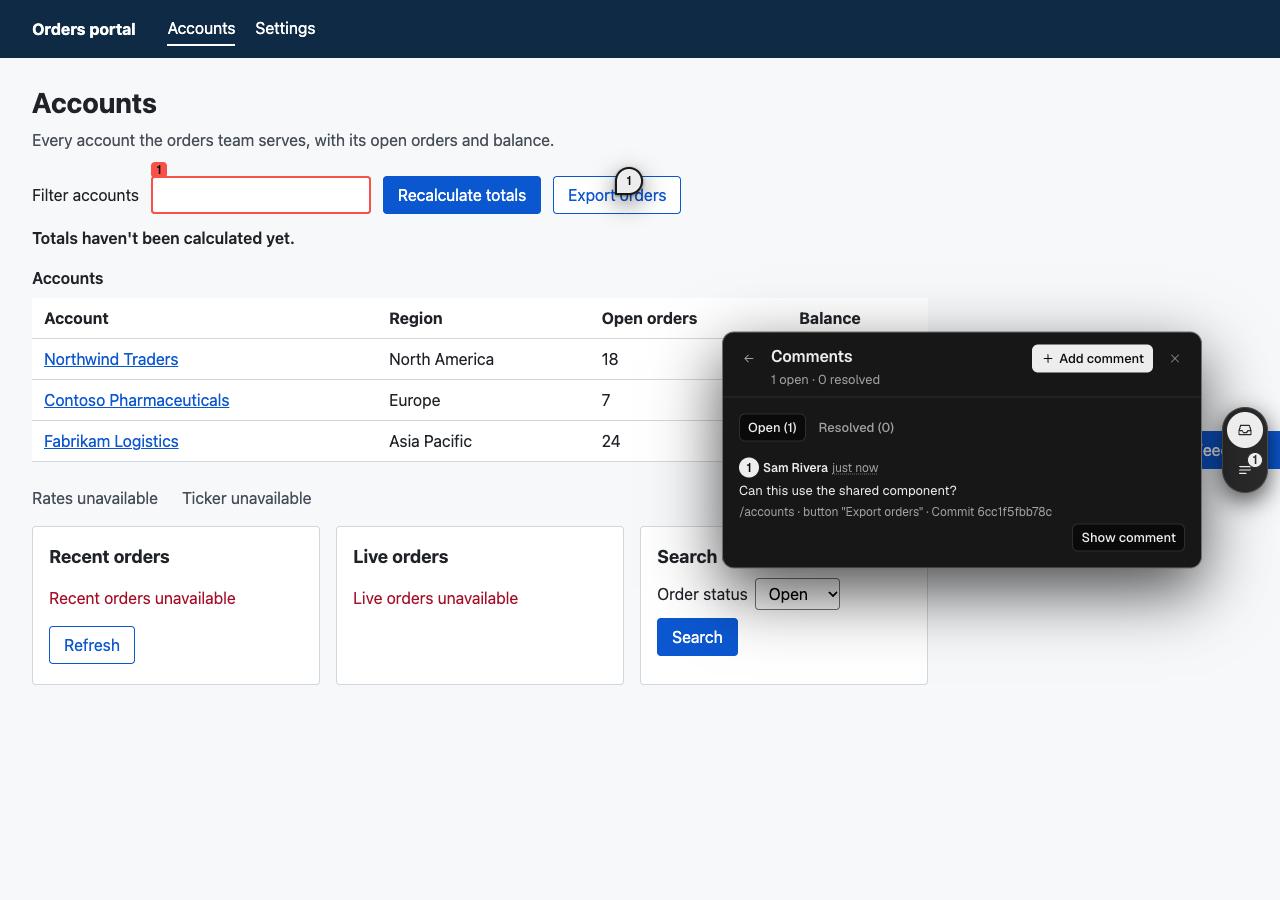 Orders portal Accounts Settings
Accounts
Every account the orders team serves, with its open orders and balance.
1
1
Filter accounts Recalculate totals Export orders
Totals haven't been calculated yet.
Accounts
Account Region Open orders Balance
Northwind Traders North America 18
Contoso Pharmaceuticals Europe 7
Fabrikam Logistics Asia Pacific 24
Comments
+ Add comment
1 open · 0 resolved
Open (1) Resolved (0)
1 Sam Rivera just now
Can this use the shared component?
/accounts · button "Export orders" · Commit 6cc1f5fbb78c
Show comment
1
Rates unavailable Ticker unavailable
Recent orders
Recent orders unavailable
Refresh
Live orders
Live orders unavailable
Search
Order status Open
Search